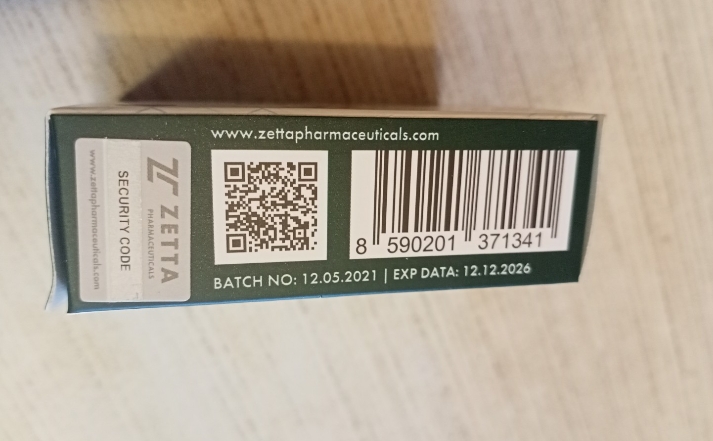 www.zettapharmaceuticals.com
8 590201 371341
BATCH NO: 12.05.2021 | EXP DATA: 12.12.2026
ZETTA
PHARMACEUTICALS
SECURITY CODE
www.zettapharmaceuticals.com